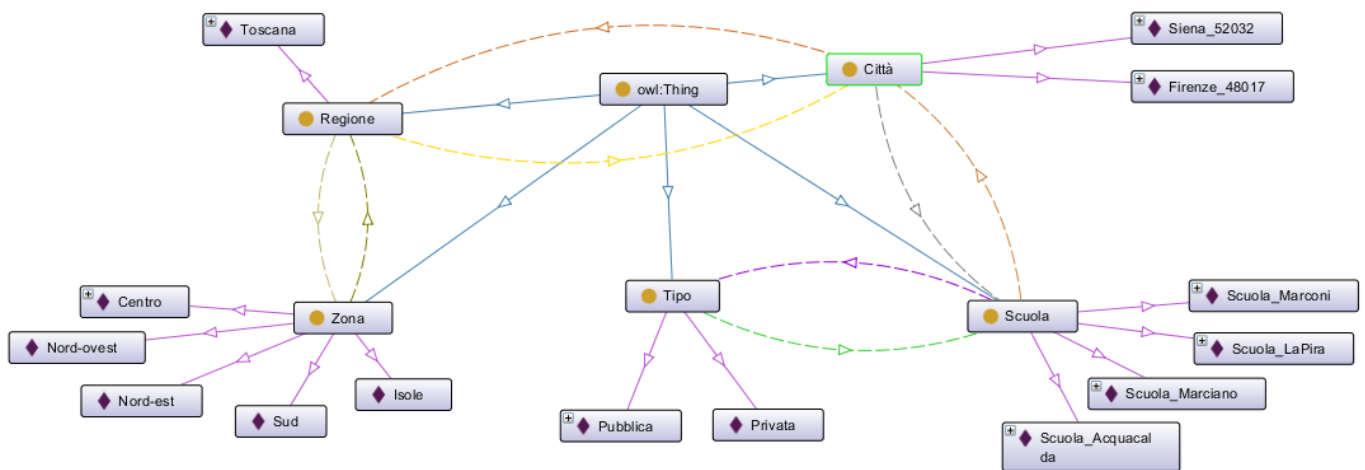 Toscana
Siena_52032
Città
owl:Thing
Firenze_48017
Regione
Centro
Tipo
Scuola_Marconi
Zona
Scuola
Nord-ovest
Scuola_LaPira
Nord-est
Isole
Scuola_Marciano
Sud
Pubblica
Privata
Scuola_Acquacal
da